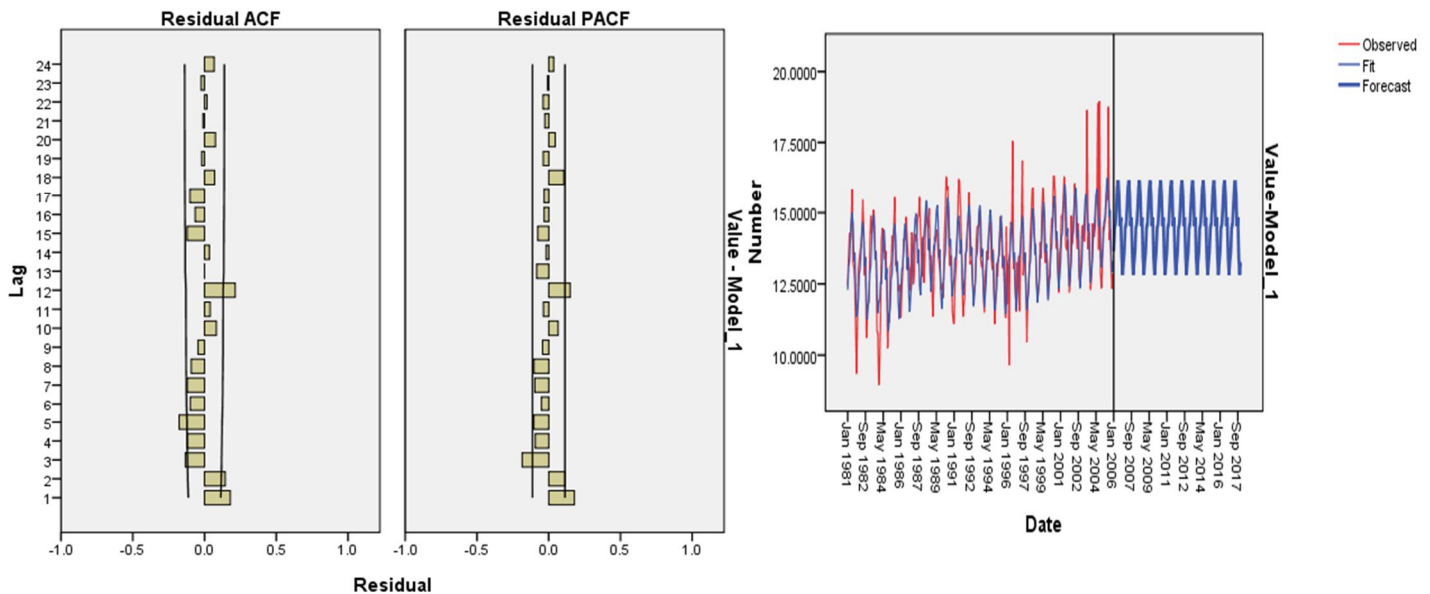 Residual ACF
Residual PACF
Lag
24
23
22
21
20
19
18
17
16
15
14
13
12
11
10
9
8
7
6
5
4
3
2
1
-1.0 -0.5 0.0 0.5 1.0
-1.0 -0.5 0.0 0.5 1.0
Residual
Value - Model_1
Number
20.0000
17.5000
15.0000
12.5000
10.0000
Jan 1981
Sep 1982
May 1984
Jan 1986
Sep 1987
May 1989
Jan 1991
Sep 1992
May 1994
Jan 1996
Sep 1997
May 1999
Jan 2001
Sep 2002
May 2004
Jan 2006
Sep 2007
May 2009
Jan 2011
Sep 2012
May 2014
Jan 2016
Sep 2017
Date
Value-Model_1
Observed
Fit
Forecast